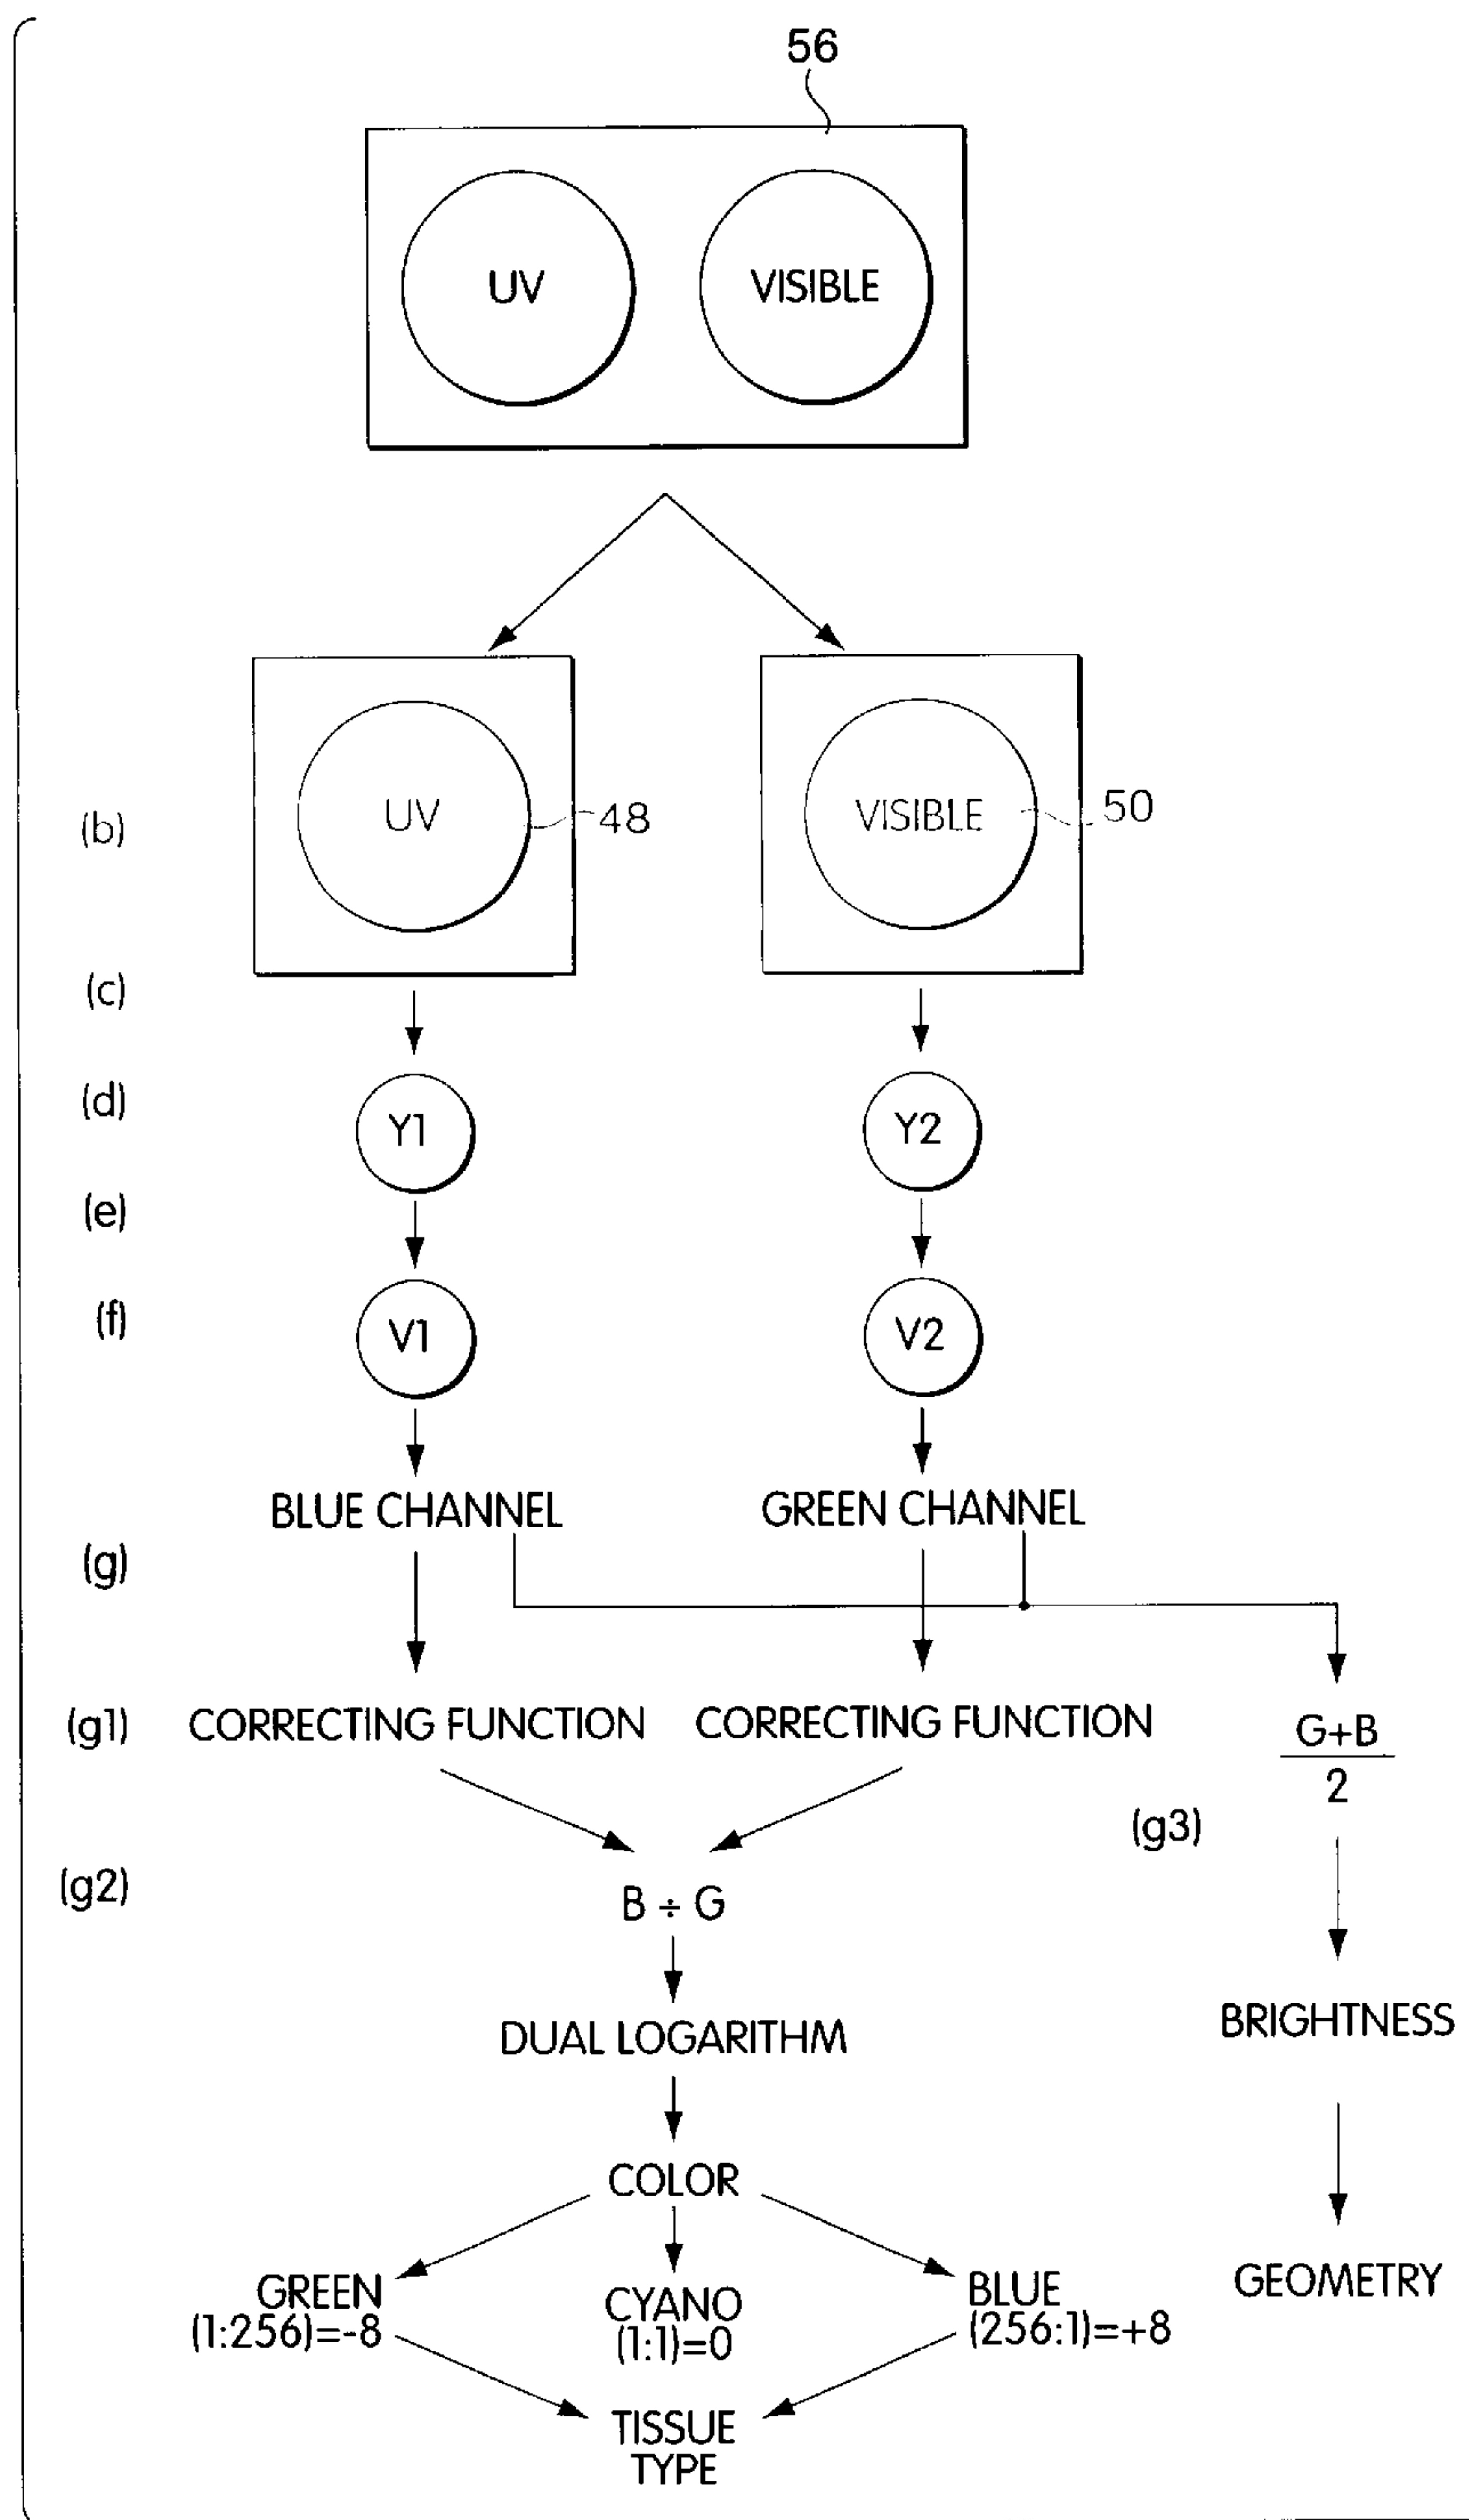 56
UV VISIBLE
(b) UV 48 VISIBLE 50
(c)
(d) Y1 Y2
(e)
(f) V1 V2
BLUE CHANNEL GREEN CHANNEL
(g)
(g1) CORRECTING FUNCTION CORRECTING FUNCTION G+B
2
(g3)
(g2) B ÷ G
DUAL LOGARITHM BRIGHTNESS
COLOR
GREEN CYANO BLUE GEOMETRY
(1:256)=-8 (1:1)=0 (256:1)=+8
TISSUE
TYPE